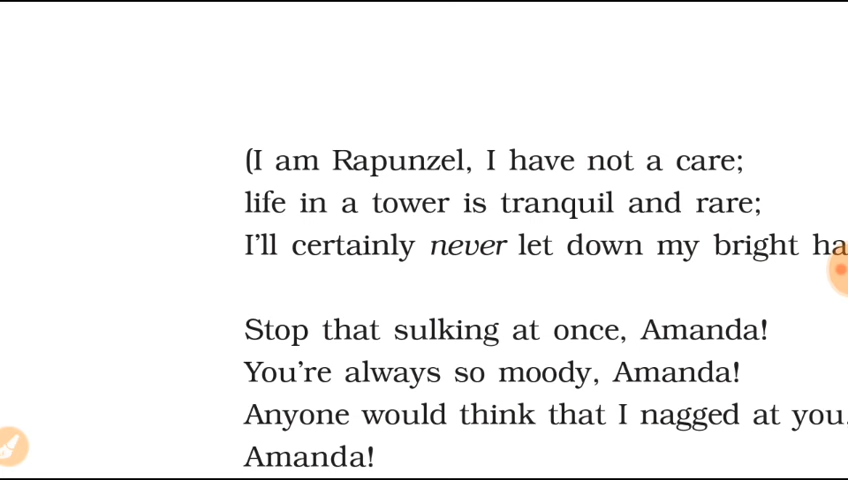 (I am Rapunzel, I have not a care;
life in a tower is tranquil and rare;
I'll certainly never let down my bright
Stop that sulking at once, Amanda!
You're always so moody, Amanda!
Anyone would think that I nagged at you,
Amanda!